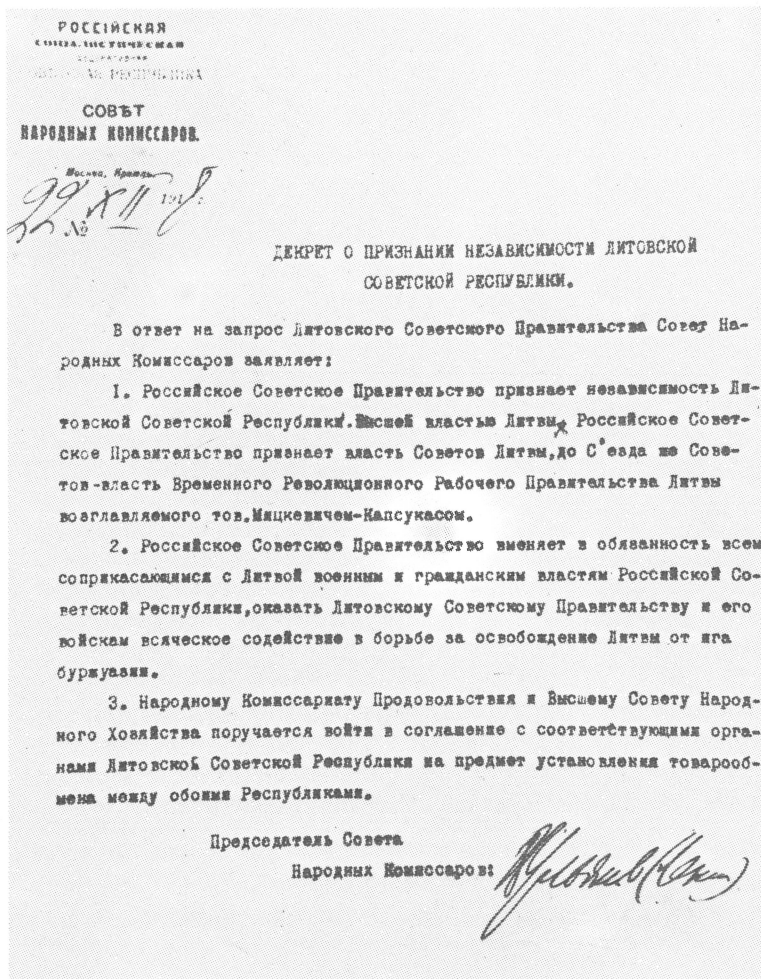 РОССІЙСКАЯ
СОЦІАЛИСТИЧЕСКАЯ
РЕСПУБЛИКА
СОВѢТ
НАРОДНЫХ КОМИССАРОВ.
Москва, Кремль
22 XII 1918 г.
№
ДЕКРЕТ О ПРИЗНАНИИ НЕЗАВИСИМОСТИ ЛИТОВСКОЙ
СОВЕТСКОЙ РЕСПУБЛИКИ.
В ответ на запрос Литовского Советского Правительства Совет На-
родных Комиссаров заявляет:
I. Российское Советское Правительство признает независимость Ли-
товской Советской Республики. Высшей властью Литвы, Российское Совет-
ское Правительство признает власть Советов Литвы,до С"езда же Сове-
тов-власть Временного Революционного Рабочего Правительства Литвы
возглавляемого тов.Мицкевичем-Капсукасом.
2. Российское Советское Правительство вменяет в обязанность всем
соприкасающимся с Литвой военным и гражданским властям Российской Со-
ветской Республики,оказать Литовскому Советскому Правительству и его
войскам всяческое содействие в борьбе за освобождение Литвы от ига
буржуазии.
3. Народному Комиссариату Продовольствия и Высшему Совету Народ-
ного Хозяйства поручается войти в соглашение с соответствующими орга-
нами Литовской Советской Республики на предмет установления товарооб-
мена между обоими Республиками.
Председатель Совета
Народных Комиссаров:
В Ульянов (Ленин)